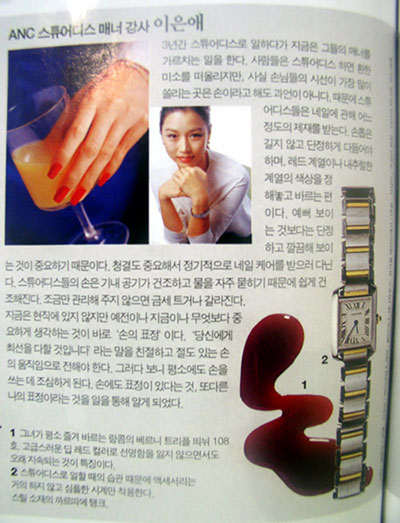 ANC 스튜어디스 매너 강사 이은애
3년간 스튜어디스로 일하다가 지금은 그들의 매너를
가르치는 일을 한다. 사람들은 스튜어디스 하면 환한
미소를 떠올리지만, 사실 손님들의 시선이 가장 많이
쏠리는 곳은 손이라고 해도 과언이 아니다. 때문에 스튜
어디스들은 네일에 관해 어느
정도의 제재를 받는다. 손톱은
길지 않고 단정하게 다듬어야
하며, 레드 계열이나 내추럴한
계열의 색상을 정
해놓고 바르는 편
이다. 예뻐 보이
는 것보다는 단정
하고 깔끔해 보이
는 것이 중요하기 때문이다. 청결도 중요해서 정기적으로 네일 케어를 받으러 다닌
다. 스튜어디스들의 손은 기내 공기가 건조하고 물을 자주 묻히기 때문에 쉽게 건
조해진다. 조금만 관리해 주지 않으면 금세 트거나 갈라진다.
지금은 현직에 있지 않지만 예전이나 지금이나 무엇보다 중
요하게 생각하는 것이 바로 '손의 표정' 이다. '당신에게
최선을 다할 것입니다' 라는 말을 친절하고 절도 있는 손
의 움직임으로 전해야 한다. 그러다 보니 평소에도 손을
쓰는 데 조심하게 된다. 손에도 표정이 있다는 것, 또다른
나의 표정이라는 것을 일을 통해 알게 되었다.
2
1
1 그녀가 평소 즐겨 바르는 랑콤의 베르니 트리플 띄뉘 108
호. 고급스러운 딥 레드 컬러로 선명함을 잃지 않으면서도
오래 지속되는 것이 특징이다.
2 스튜어디스로 일할 때의 습관 때문에 액세서리는
거의 하지 않고 심플한 시계만 착용한다.
스틸 소재의 까르띠에 탱크.